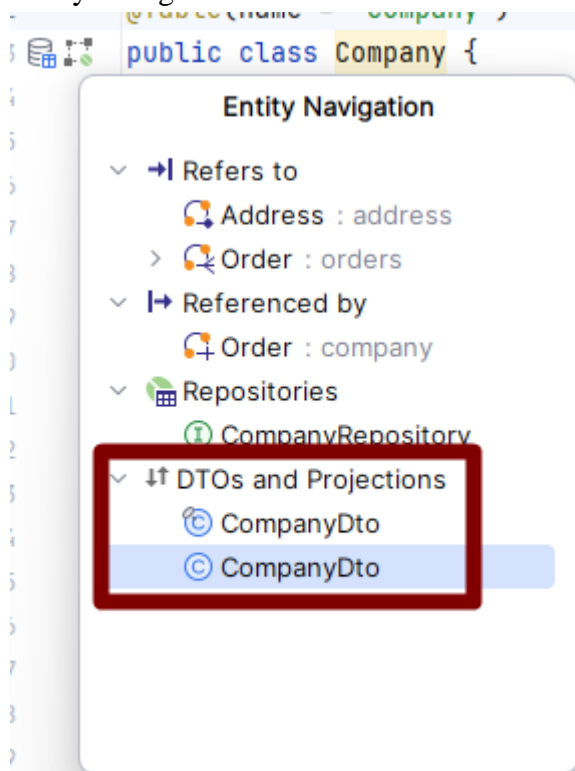 public class Company {
Entity Navigation
Refers to
Address : address
Order : orders
Referenced by
Order : company
Repositories
CompanyRepository
DTOs and Projections
CompanyDto
CompanyDto